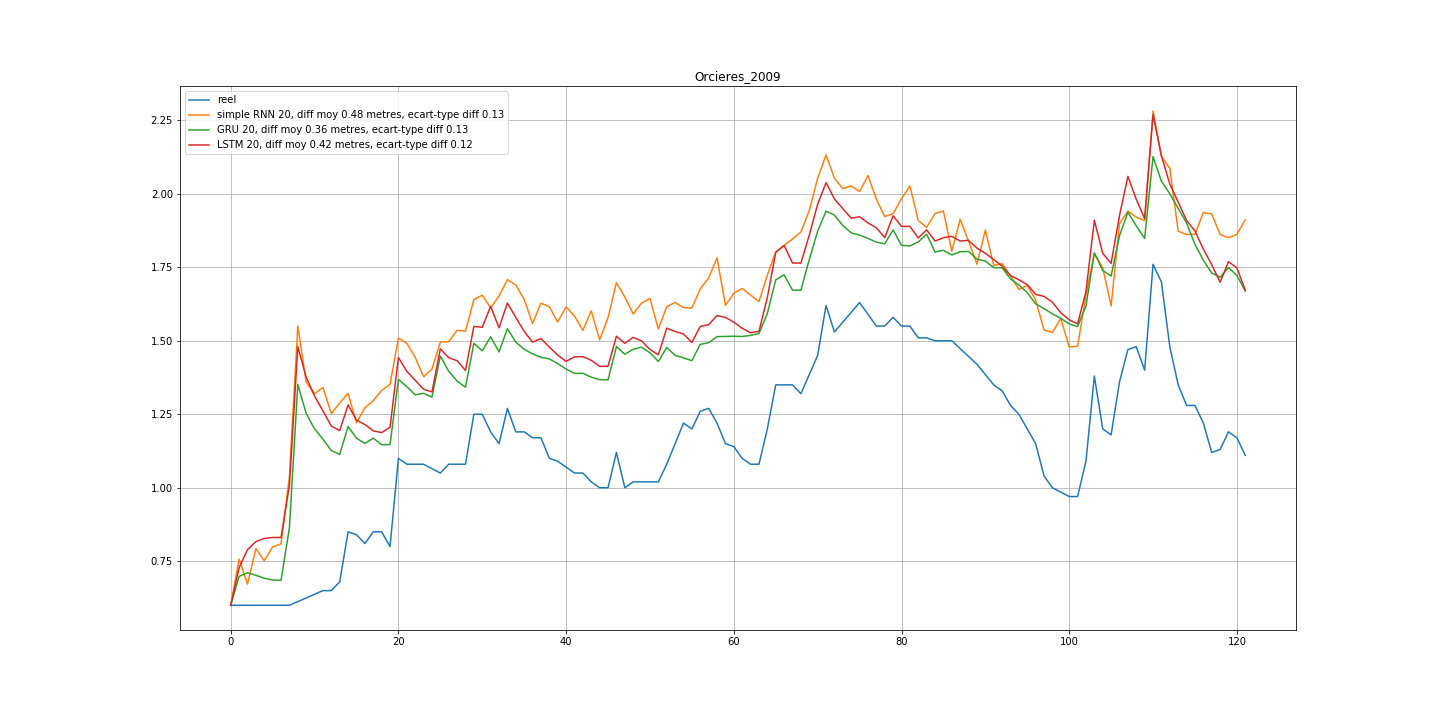 Orcieres_2009
reel
simple RNN 20, diff moy 0.48 metres, ecart-type diff 0.13
GRU 20, diff moy 0.36 metres, ecart-type diff 0.13
LSTM 20, diff moy 0.42 metres, ecart-type diff 0.12
2.25
2.00
1.75
1.50
1.25
1.00
0.75
0 20 40 60 80 100 120